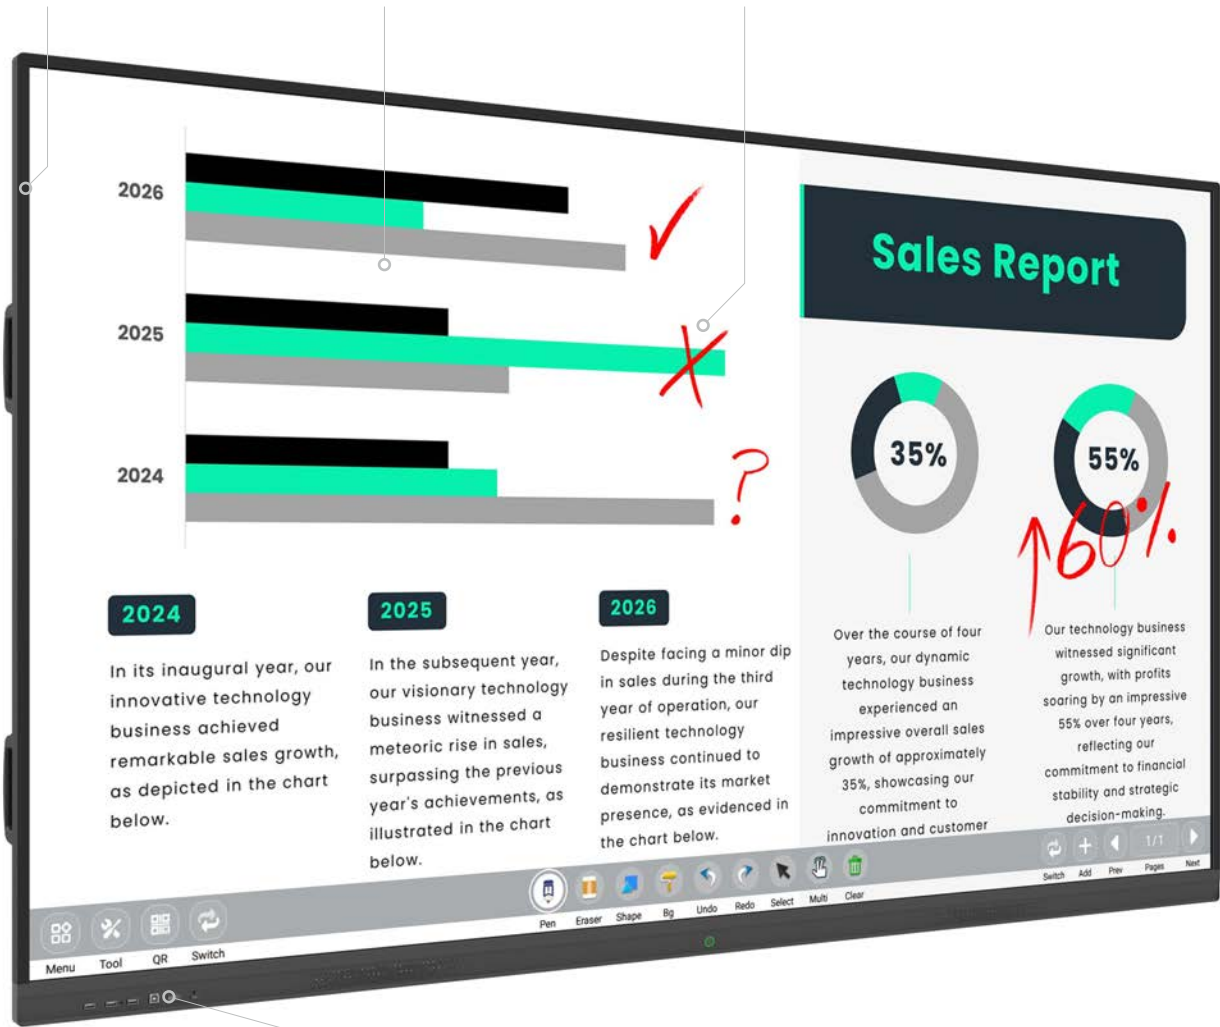 2026
2025
2024
✓
X
?
Sales Report
35%
55%
↑60%
2024
In its inaugural year, our
innovative technology
business achieved
remarkable sales growth,
as depicted in the chart
below.
2025
In the subsequent year,
our visionary technology
business witnessed a
meteoric rise in sales,
surpassing the previous
year's achievements, as
illustrated in the chart
below.
2026
Despite facing a minor dip
in sales during the third
year of operation, our
resilient technology
business continued to
demonstrate its market
presence, as evidenced in
the chart below.
Over the course of four
years, our dynamic
technology business
experienced an
impressive overall sales
growth of approximately
35%, showcasing our
commitment to
innovation and customer
Our technology business
witnessed significant
growth, with profits
soaring by an impressive
55% over four years,
reflecting our
commitment to financial
stability and strategic
decision-making.
Menu Tool QR Switch
Pen Eraser Shape Bg Undo Redo Select Multi Clear
1/1
Switch Add Prev Pages Next